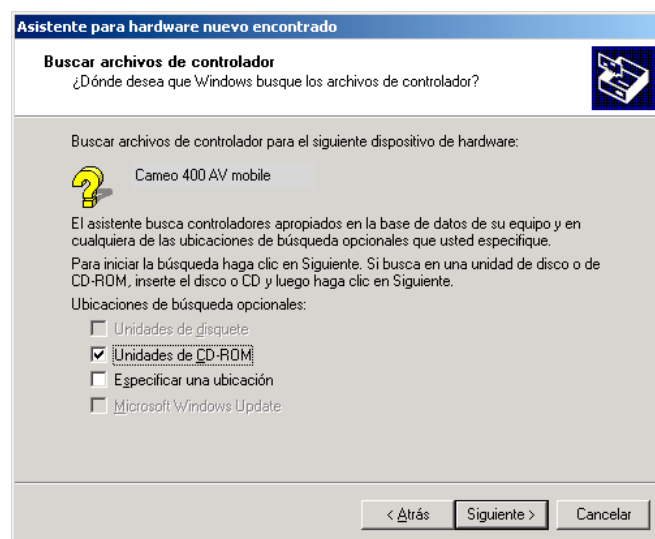 Asistente para hardware nuevo encontrado
Buscar archivos de controlador
¿Dónde desea que Windows busque los archivos de controlador?
Buscar archivos de controlador para el siguiente dispositivo de hardware:
Cameo 400 AV mobile
El asistente busca controladores apropiados en la base de datos de su equipo y en
cualquiera de las ubicaciones de búsqueda opcionales que usted especifique.
Para iniciar la búsqueda haga clic en Siguiente. Si busca en una unidad de disco o de
CD-ROM, inserte el disco o CD y luego haga clic en Siguiente.
Ubicaciones de búsqueda opcionales:
Unidades de disquete
Unidades de CD-ROM
Especificar una ubicación
Microsoft Windows Update
< Atrás Siguiente > Cancelar